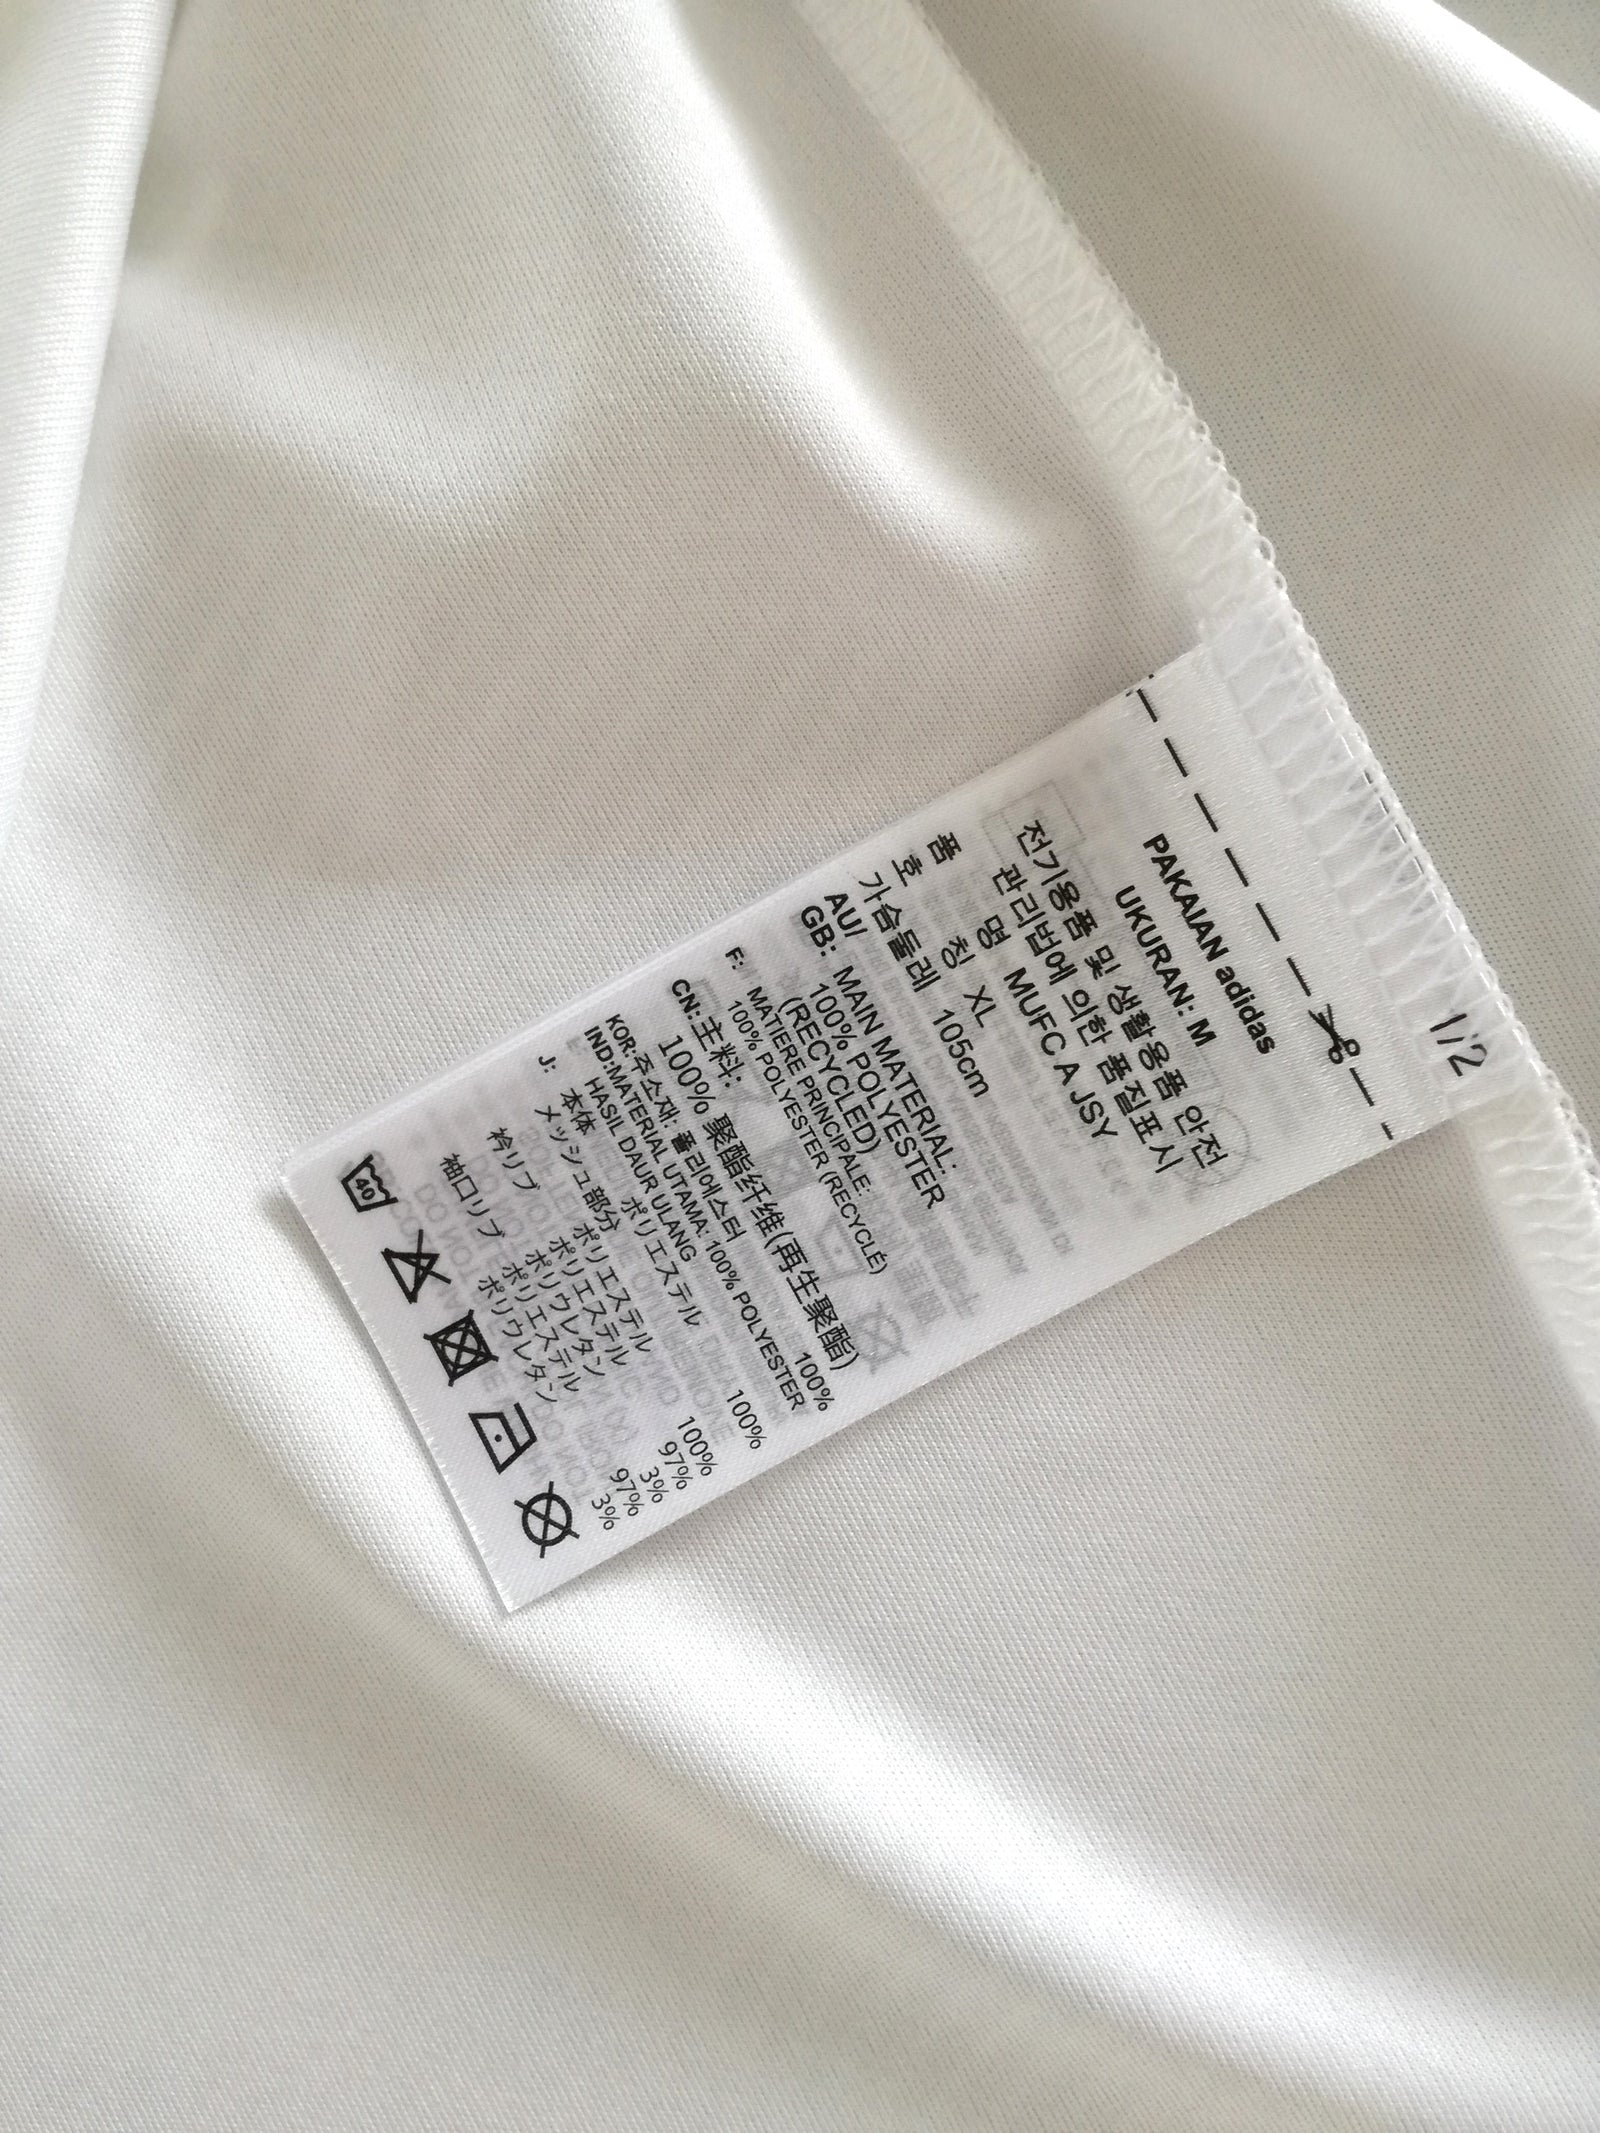 1/2
PAKAIAN adidas
UKURAN: M
전기용품 및 생활용품 안전
관리법에 의한 품질표시
품 명 MUFC A JSY
호 칭 XL
가슴둘레 105cm
AU/
GB: MAIN MATERIAL:
100% POLYESTER
(RECYCLED)
F: MATIERE PRINCIPALE:
100% POLYESTER (RECYCLÉ)
CN: 主料:
100% 聚酯纤维(再生聚酯)
KOR: 주소재: 폴리에스터 100%
IND: MATERIAL UTAMA: 100% POLYESTER
HASIL DAUR ULANG
J: 本体 ポリエステル 100%
メッシュ部分 ポリエステル 100%
衿リブ ポリエステル 97%
ポリウレタン 3%
袖口リブ ポリエステル 97%
ポリウレタン 3%
40